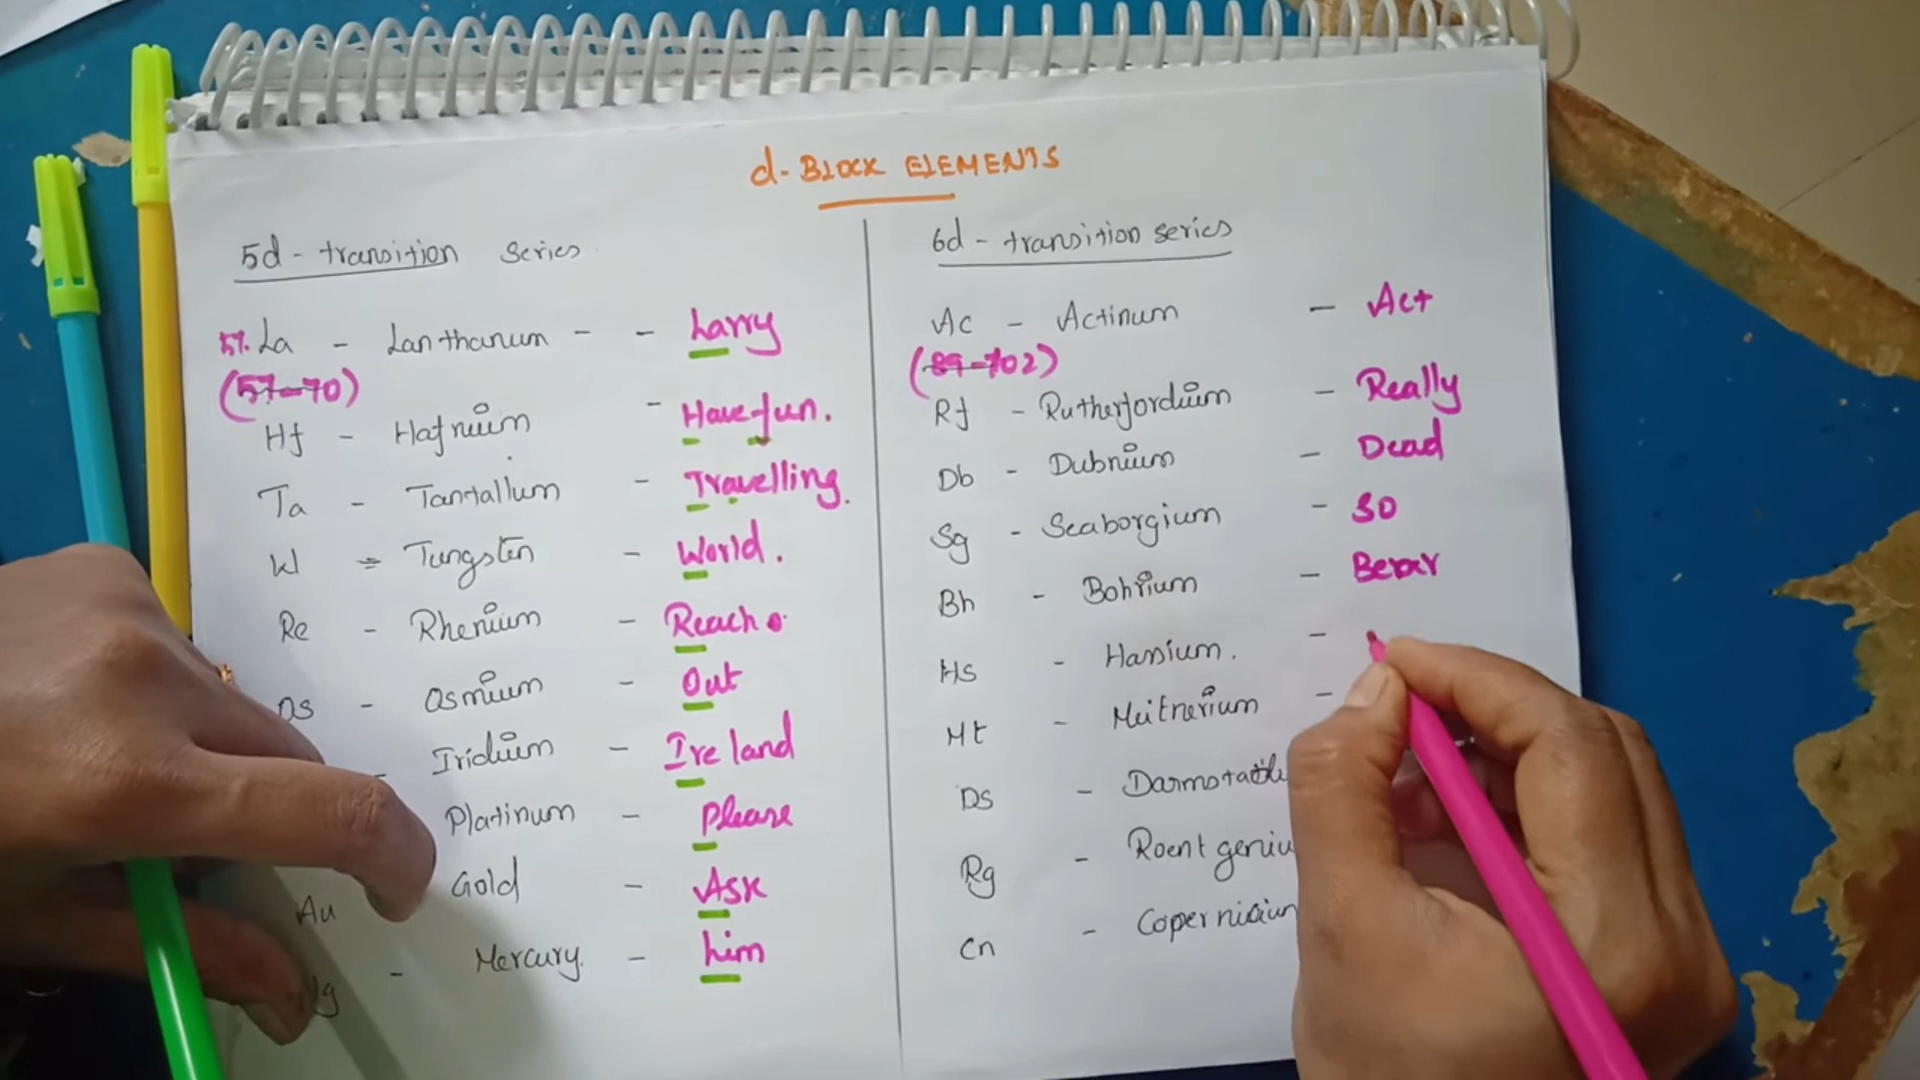 d-BLOCK ELEMENTS
5d - transition series
57. La - Lanthanum - - Larry
(57-70)
Hf - Hafnium - Have fun.
Ta - Tantallum - Travelling.
W = Tungsten - World.
Re - Rhenium - Reach
Os - Osmium - Out
- Iridium - Ireland
Platinum - Please
Au Gold - Ask
Hg - Mercury. - him
6d - transition series
Ac - Actinum - Act
(89-102)
Rf - Rutherfordium - Really
Db - Dubnium - Dead
Sg - Seaborgium - So
Bh - Bohrium -
Hs - Hassium. -
Mt - Meitnerium -
Ds -
Rg - Roentgeniu
Cn - Copernicium